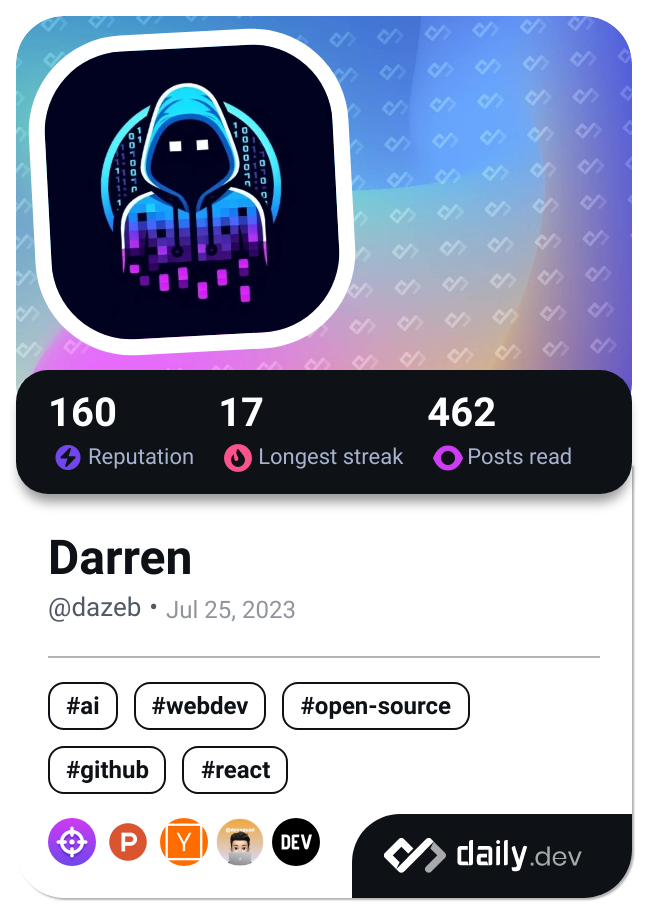 160 17 462
Reputation Longest streak Posts read
Darren
@dazeb • Jul 25, 2023
#ai #webdev #open-source
#github #react
P Y DEV
daily.dev